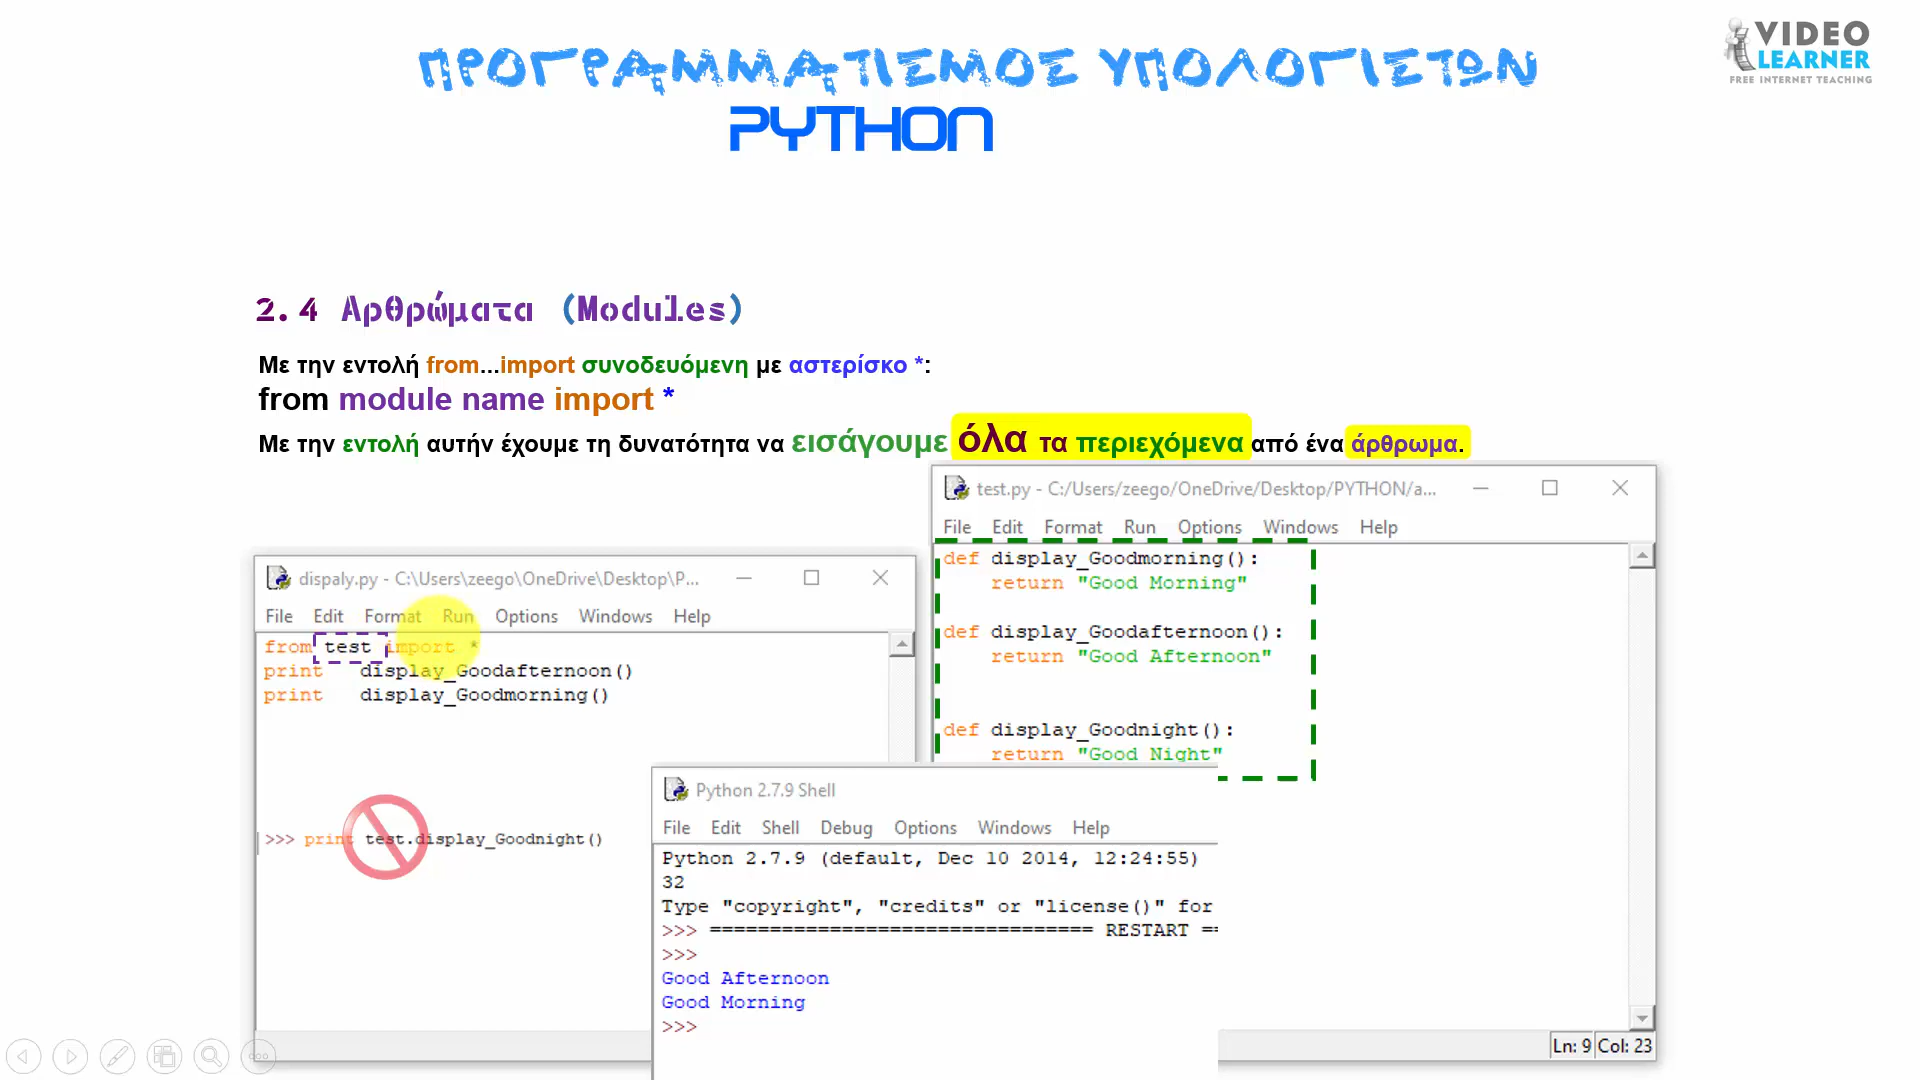 ΠΡΟΓΡΑΜΜΑΤΙΣΜΟΣ ΥΠΟΛΟΓΙΣΤΩΝ
PYTHON
VIDEO
LEARNER
FREE INTERNET TEACHING
2.4 Αρθρώματα (Modules)
Με την εντολή from...import συνοδευόμενη με αστερίσκο *:
from module name import *
Με την εντολή αυτήν έχουμε τη δυνατότητα να εισάγουμε όλα τα περιεχόμενα από ένα άρθρωμα.
test.py - C:/Users/zeego/OneDrive/Desktop/PYTHON/a...
File Edit Format Run Options Windows Help
def display_Goodmorning():
return "Good Morning"
def display_Goodafternoon():
return "Good Afternoon"
def display_Goodnight():
return "Good Night"
Ln: 9 Col: 23
dispaly.py - C:\Users\zeego\OneDrive\Desktop\P...
File Edit Format Run Options Windows Help
from test import *
print display_Goodafternoon()
print display_Goodmorning()
>>> print test.display_Goodnight()
Python 2.7.9 Shell
File Edit Shell Debug Options Windows Help
Python 2.7.9 (default, Dec 10 2014, 12:24:55)
32
Type "copyright", "credits" or "license()" for
>>> ================================ RESTART ==
>>>
Good Afternoon
Good Morning
>>>